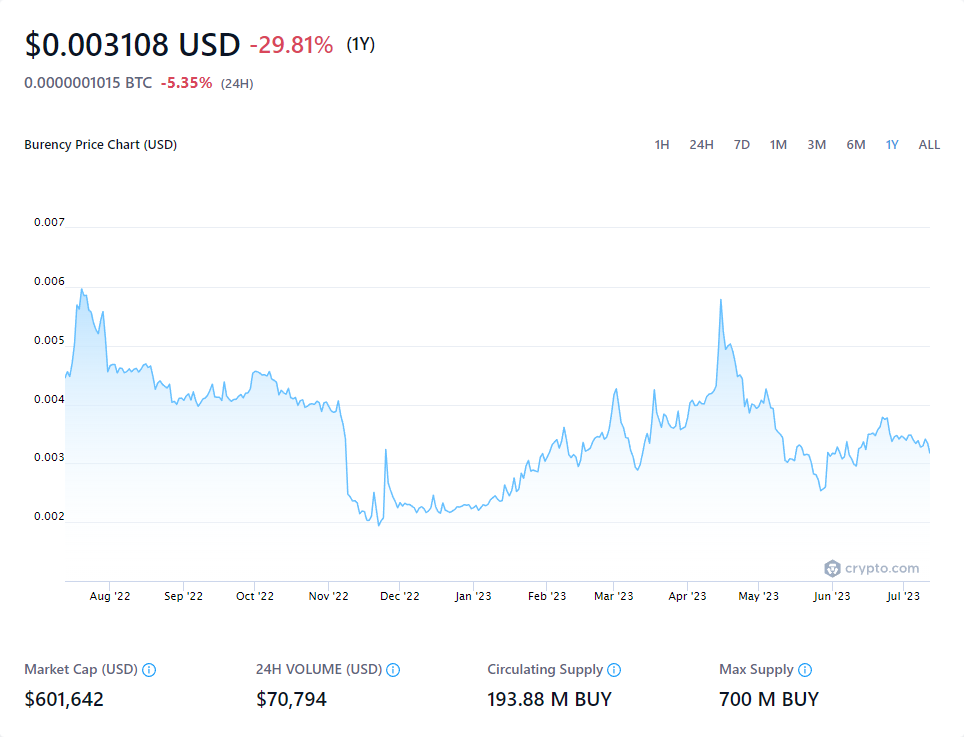 $0.003108 USD -29.81% (1Y)
0.0000001015 BTC -5.35% (24H)
Burency Price Chart (USD) 1H 24H 7D 1M 3M 6M 1Y ALL
0.007
0.006
0.005
0.004
0.003
0.002
crypto.com
Aug '22 Sep '22 Oct '22 Nov '22 Dec '22 Jan '23 Feb '23 Mar '23 Apr '23 May '23 Jun '23 Jul '23
Market Cap (USD) 24H VOLUME (USD) Circulating Supply Max Supply
$601,642 $70,794 193.88 M BUY 700 M BUY